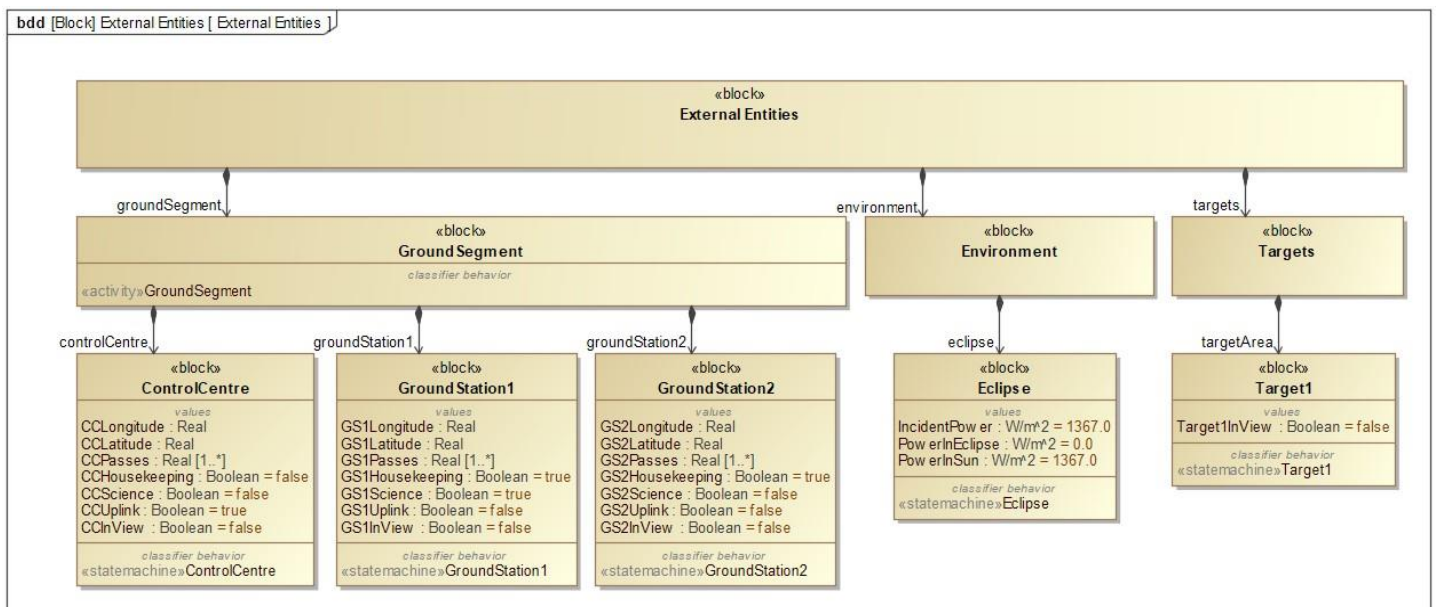 bdd [Block] External Entities [ External Entities ]
«block»
External Entities
groundSegment
environment
targets
«block»
GroundSegment
classifier behavior
«activity»GroundSegment
«block»
Environment
«block»
Targets
controlCentre
groundStation1
groundStation2
eclipse
targetArea
«block»
ControlCentre
values
CCLongitude : Real
CCLatitude : Real
CCPasses : Real [1..*]
CCHousekeeping : Boolean = false
CCScience : Boolean = false
CCUplink : Boolean = true
CCInView : Boolean = false
classifier behavior
«statemachine»ControlCentre
«block»
GroundStation1
values
GS1Longitude : Real
GS1Latitude : Real
GS1Passes : Real [1..*]
GS1Housekeeping : Boolean = true
GS1Science : Boolean = true
GS1Uplink : Boolean = false
GS1InView : Boolean = false
classifier behavior
«statemachine»GroundStation1
«block»
GroundStation2
values
GS2Longitude : Real
GS2Latitude : Real
GS2Passes : Real [1..*]
GS2Housekeeping : Boolean = true
GS2Science : Boolean = false
GS2Uplink : Boolean = false
GS2InView : Boolean = false
classifier behavior
«statemachine»GroundStation2
«block»
Eclipse
values
IncidentPower : W/m^2 = 1367.0
PowerInEclipse : W/m^2 = 0.0
PowerInSun : W/m^2 = 1367.0
classifier behavior
«statemachine»Eclipse
«block»
Target1
values
Target1InView : Boolean = false
classifier behavior
«statemachine»Target1